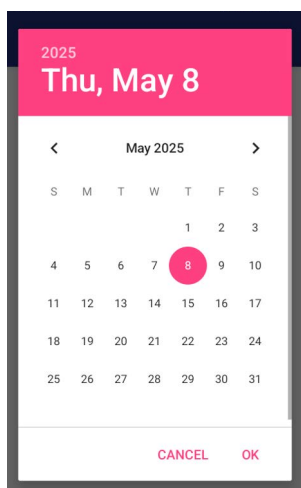 2025
Thu, May 8
May 2025
S M T W T F S
1 2 3
4 5 6 7 8 9 10
11 12 13 14 15 16 17
18 19 20 21 22 23 24
25 26 27 28 29 30 31
CANCEL OK